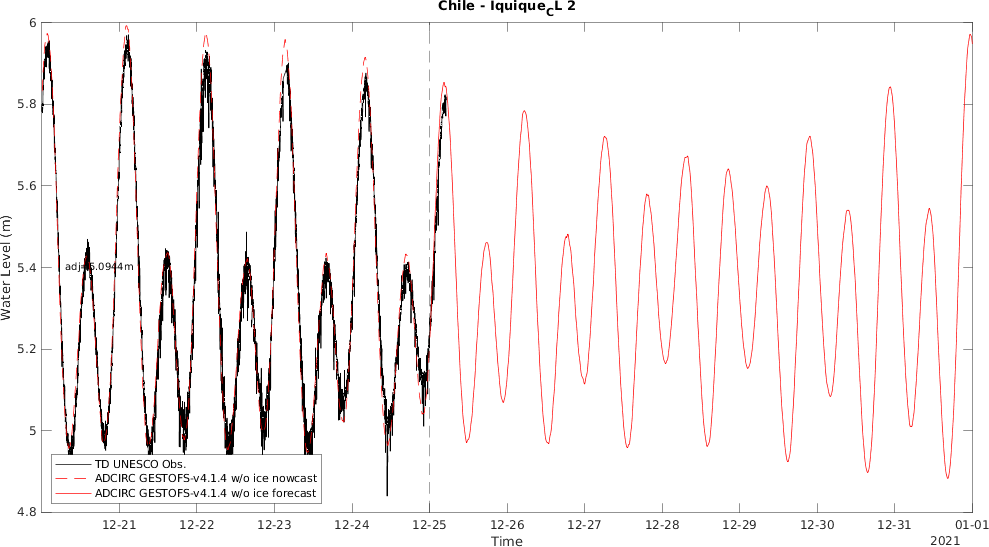 Chile - Iquique_CL 2
6
5.8
5.6
5.4
5.2
5
4.8
Water Level (m)
adj=5.0944m
TD UNESCO Obs.
ADCIRC GESTOFS-v4.1.4 w/o ice nowcast
ADCIRC GESTOFS-v4.1.4 w/o ice forecast
12-21 12-22 12-23 12-24 12-25 12-26 12-27 12-28 12-29 12-30 12-31 01-01
Time
2021